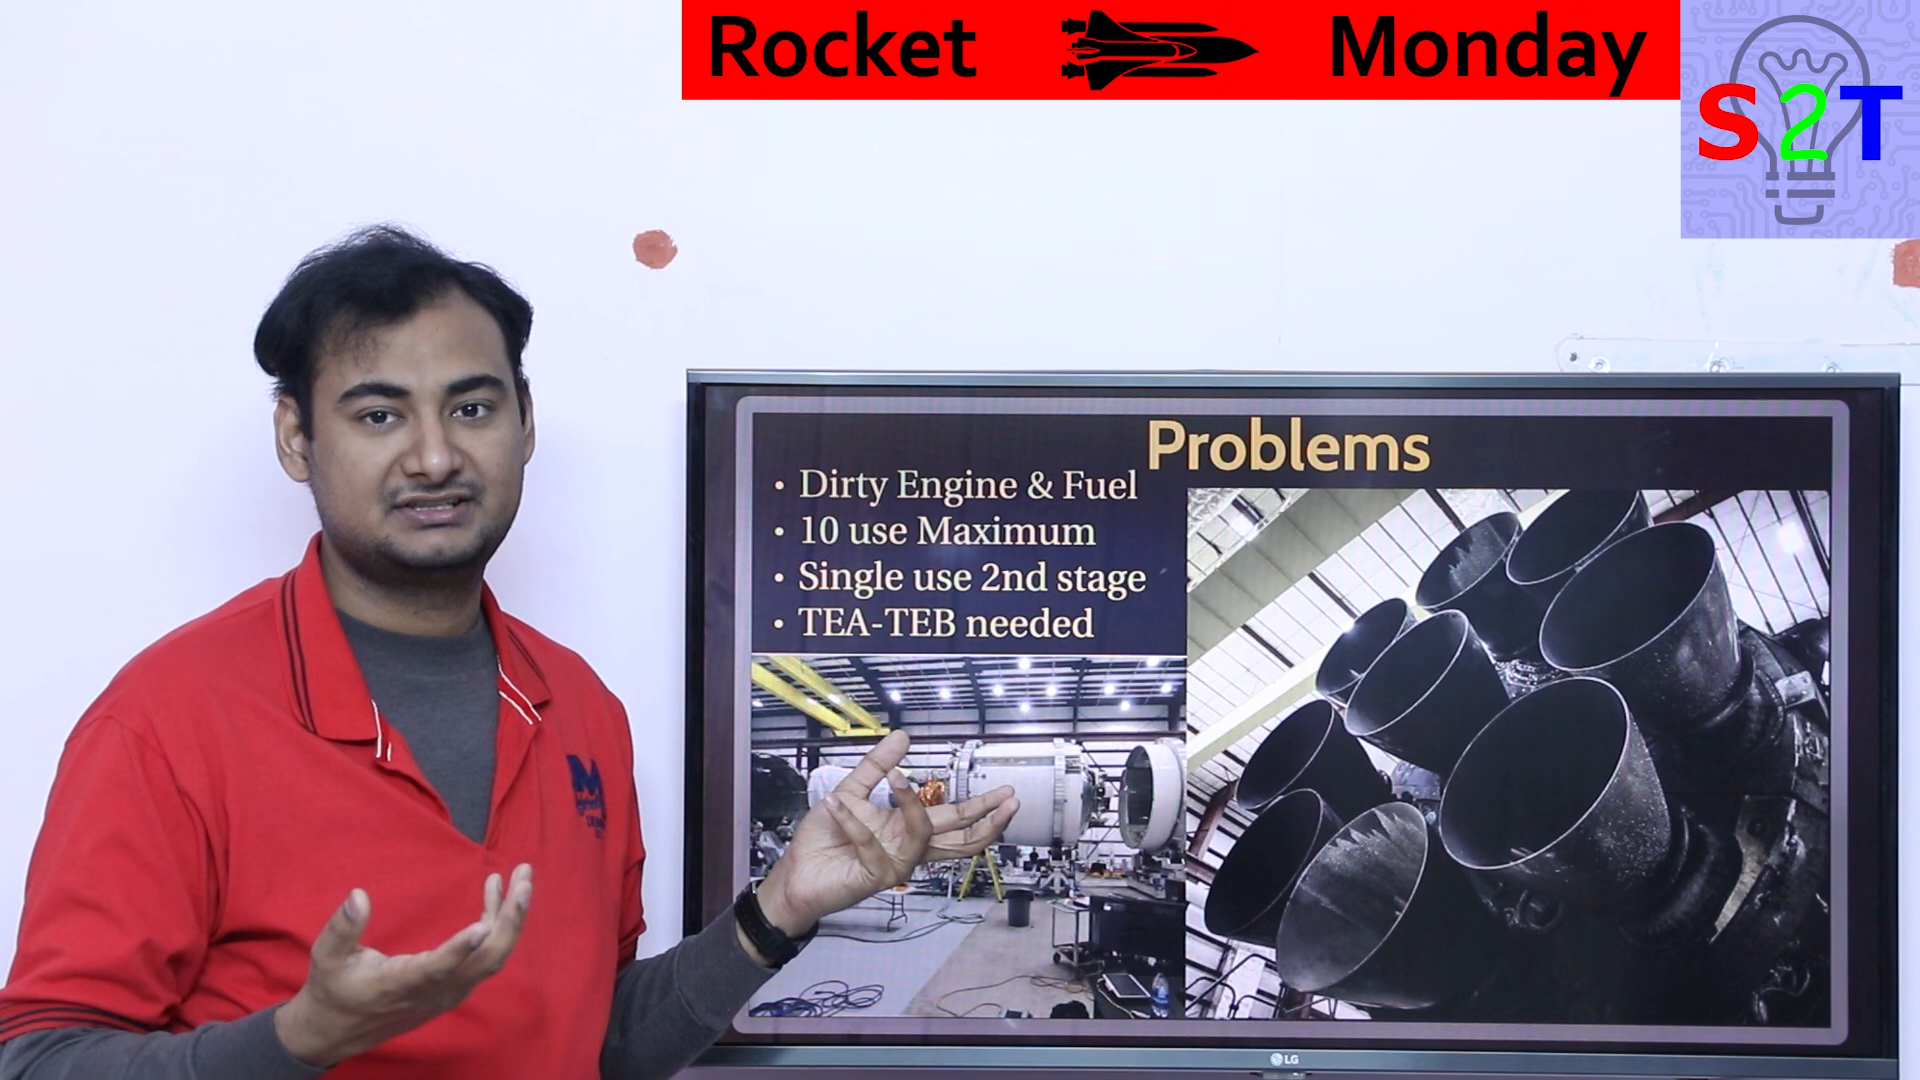 Rocket Monday
S2T
Problems
• Dirty Engine & Fuel
• 10 use Maximum
• Single use 2nd stage
• TEA-TEB needed
LG